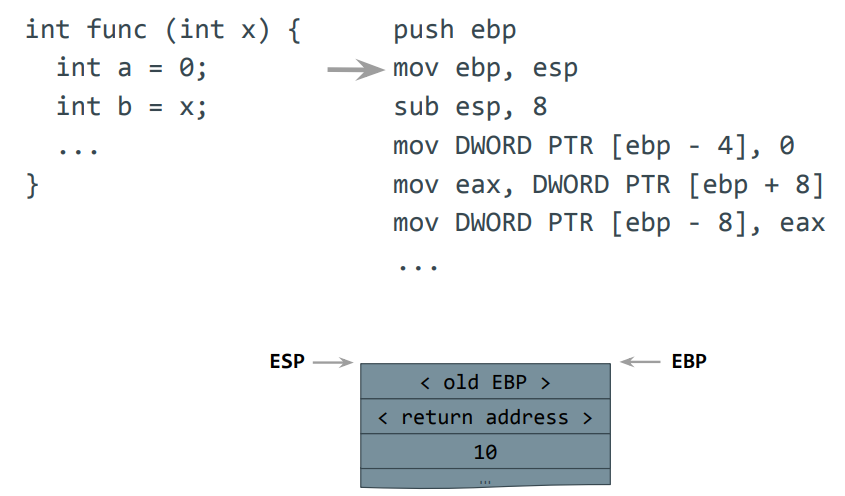 int func (int x) {
int a = 0;
int b = x;
...
}
push ebp
mov ebp, esp
sub esp, 8
mov DWORD PTR [ebp - 4], 0
mov eax, DWORD PTR [ebp + 8]
mov DWORD PTR [ebp - 8], eax
...
ESP
EBP
< old EBP >
< return address >
10
...